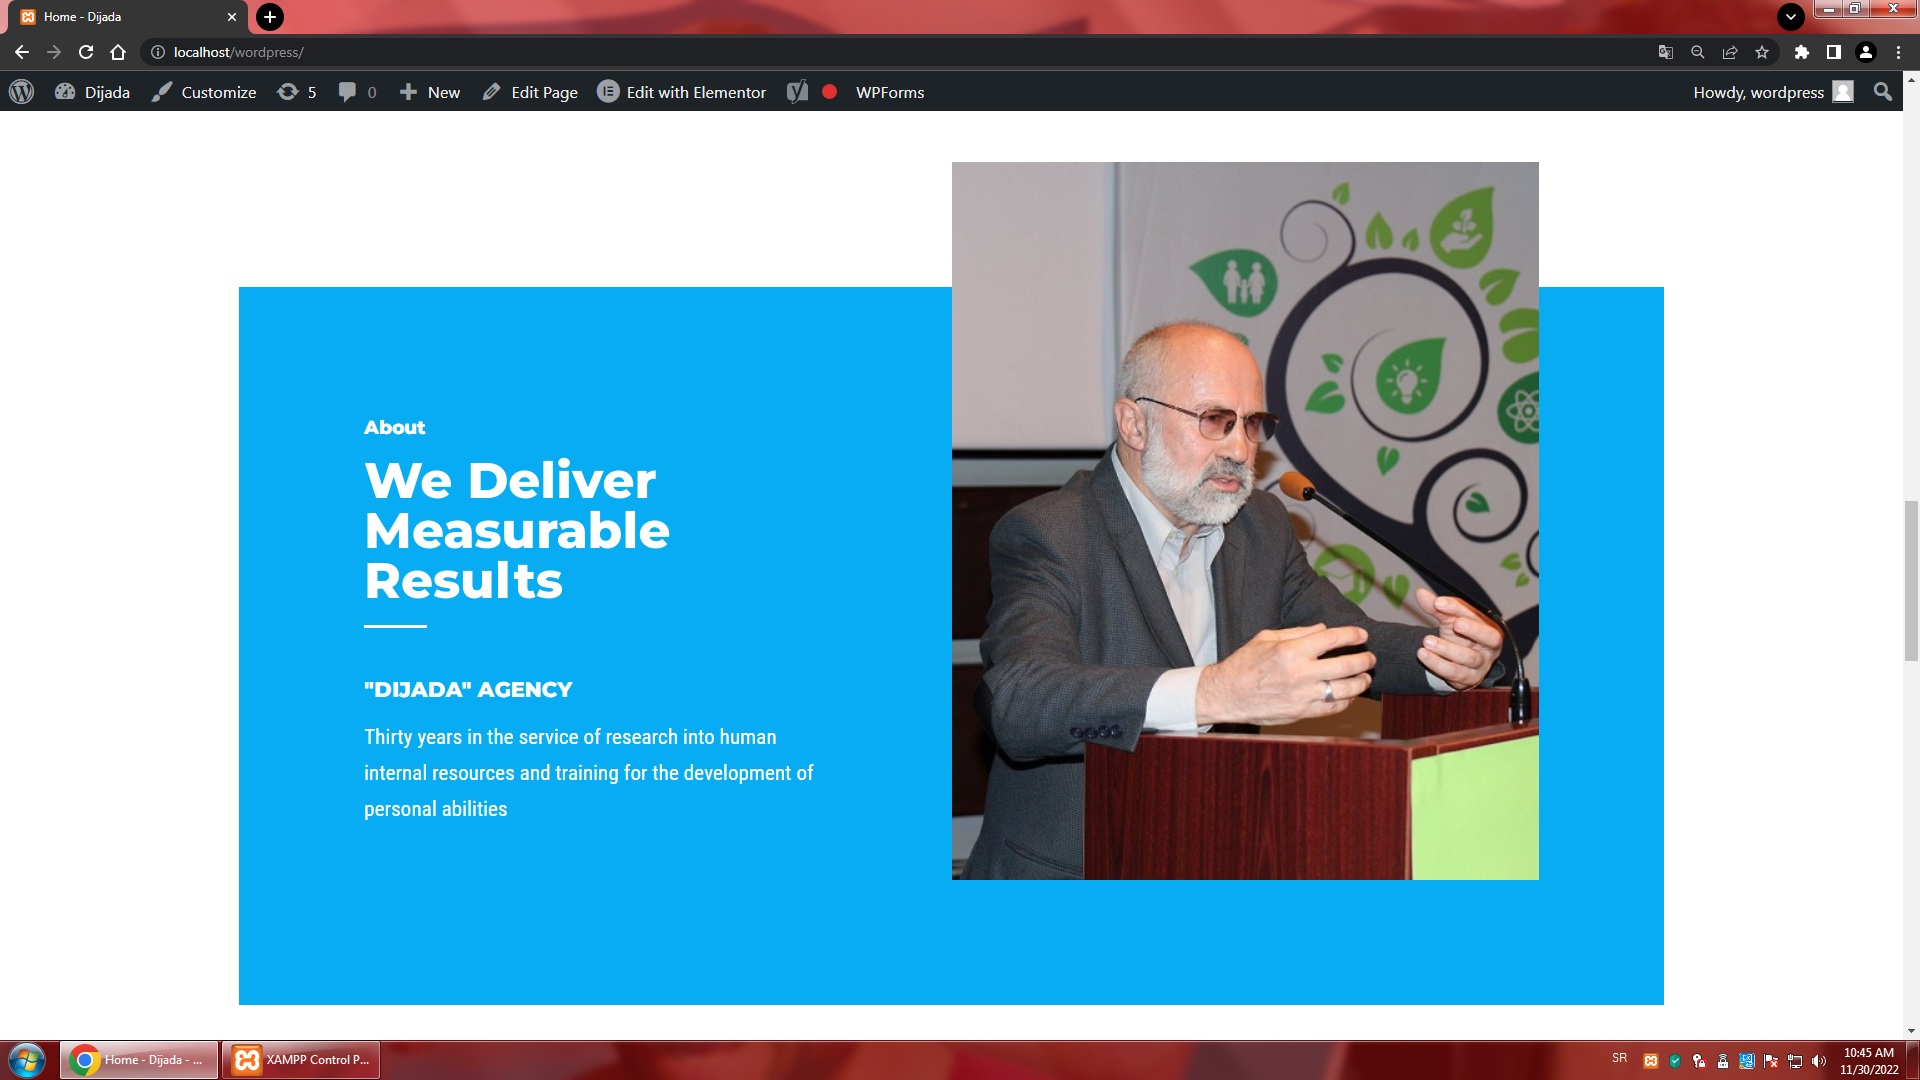 Home - Dijada
localhost/wordpress/
Dijada
Customize
5
0
New
Edit Page
Edit with Elementor
WPForms
Howdy, wordpress
About
We Deliver
Measurable
Results
"DIJADA" AGENCY
Thirty years in the service of research into human
internal resources and training for the development of
personal abilities
Home - Dijada - ...
XAMPP Control P...
SR
10:45 AM
11/30/2022